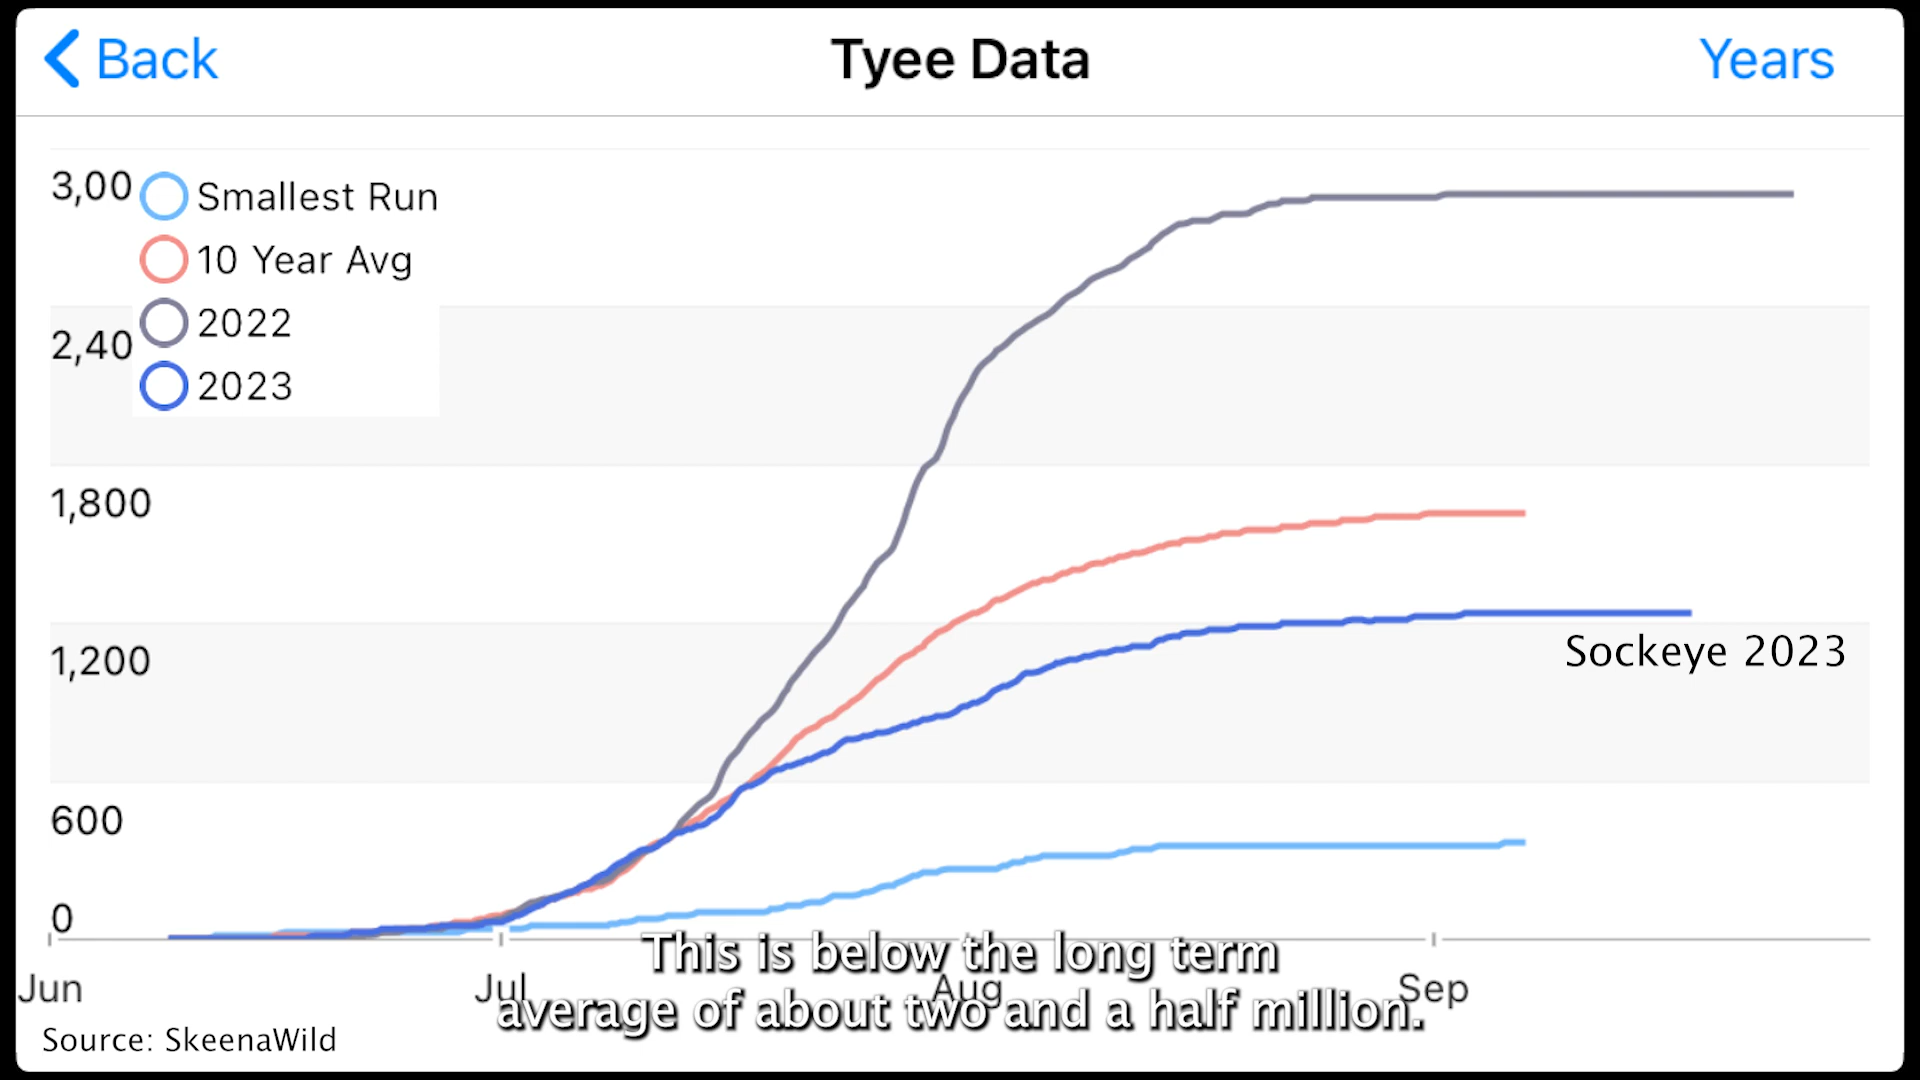 Back
Tyee Data
Years
3,00
Smallest Run
10 Year Avg
2022
2,40
2023
1,800
1,200
Sockeye 2023
600
0
This is below the long term
Jun
Jul
Aug
Sep
average of about two and a half million.
Source: SkeenaWild